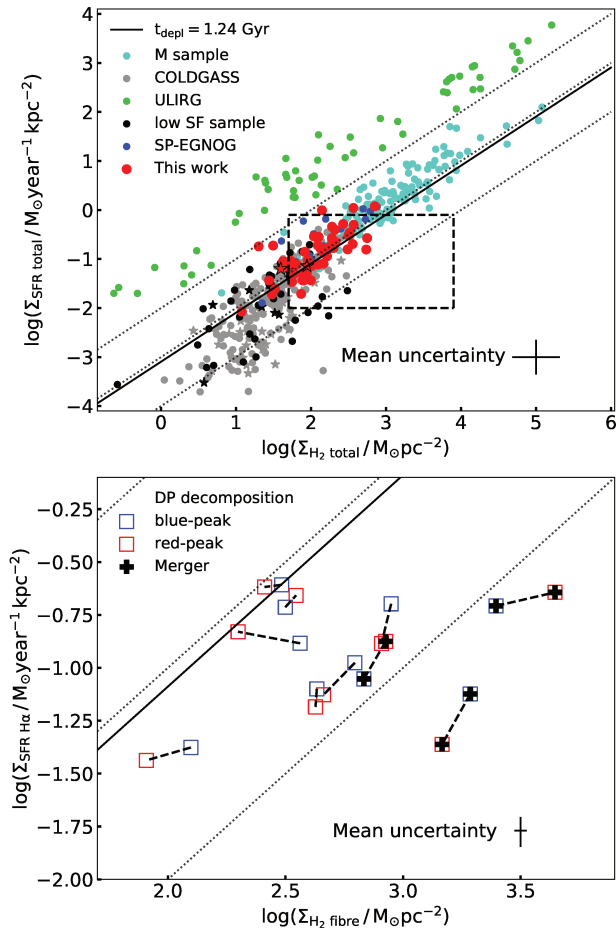 4
3
2
1
0
−1
−2
−3
−4
log(Σ_SFR total / M⊙year⁻¹ kpc⁻²)
t_depl = 1.24 Gyr
M sample
COLDGASS
ULIRG
low SF sample
SP-EGNOG
This work
Mean uncertainty
0 1 2 3 4 5 6
log(Σ_H₂ total / M⊙pc⁻²)
−0.25
−0.50
−0.75
−1.00
−1.25
−1.50
−1.75
−2.00
log(Σ_SFR Hα / M⊙year⁻¹ kpc⁻²)
DP decomposition
blue-peak
red-peak
Merger
Mean uncertainty
2.0 2.5 3.0 3.5
log(Σ_H₂ fibre / M⊙pc⁻²)